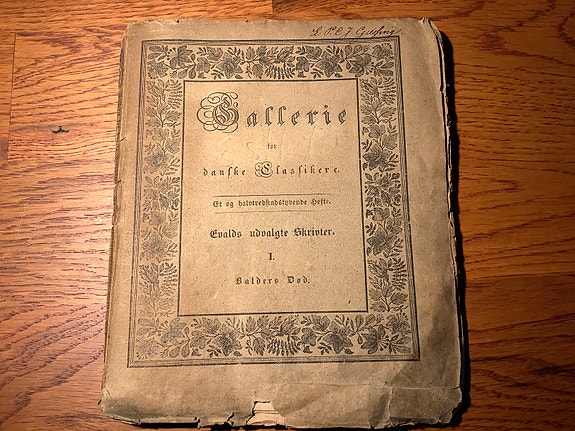 Gallerie
for
danske Classikere.
Et og halvtredsindstyvende Hefte.
Evalds udvalgte Skrivter.
I.
Balders Død.